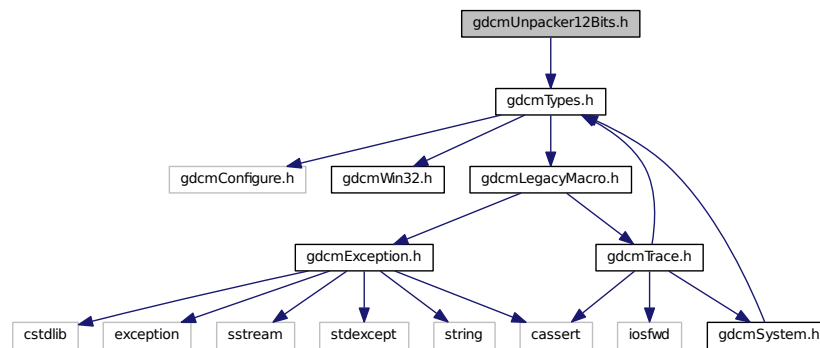 gdcmUnpacker12Bits.h
gdcmTypes.h
gdcmConfigure.h
gdcmWin32.h
gdcmLegacyMacro.h
gdcmException.h
gdcmTrace.h
cstdlib
exception
sstream
stdexcept
string
cassert
iosfwd
gdcmSystem.h